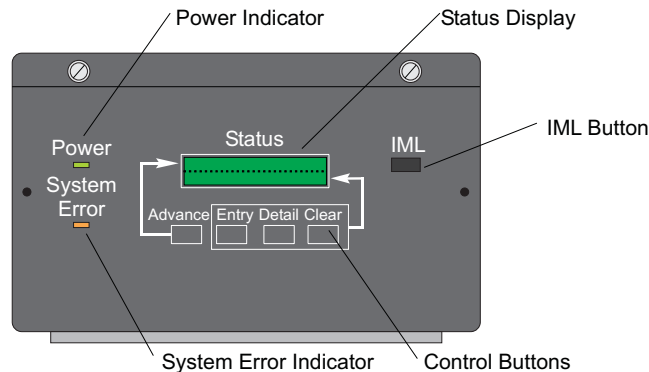 Power Indicator
Status Display
IML Button
Power
Status
IML
System
Error
Advance
Entry Detail Clear
System Error Indicator
Control Buttons